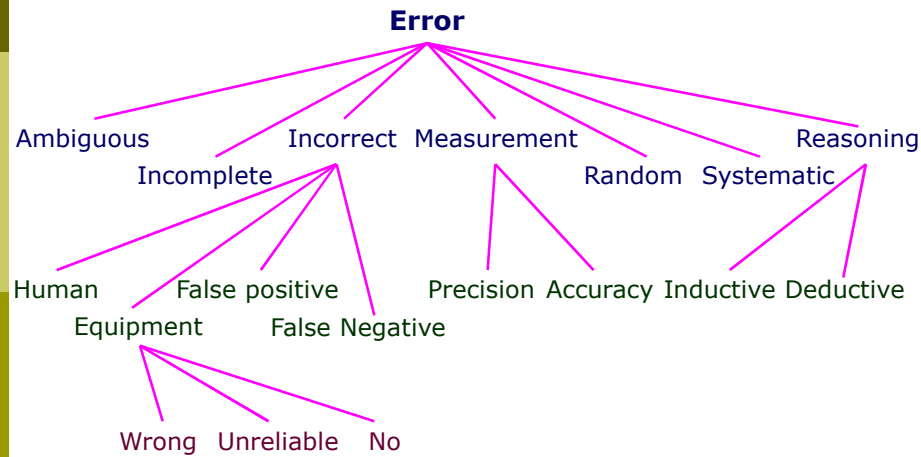 Error
Ambiguous Incorrect Measurement Reasoning
Incomplete Random Systematic
Human False positive Precision Accuracy Inductive Deductive
Equipment False Negative
Wrong Unreliable No